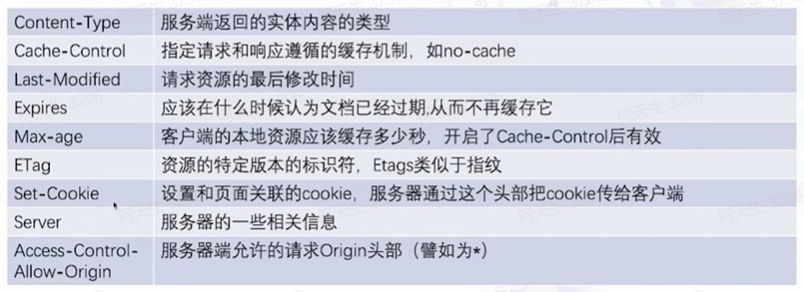 Content-Type 服务端返回的实体内容的类型
Cache-Control 指定请求和响应遵循的缓存机制，如no-cache
Last-Modified 请求资源的最后修改时间
Expires 应该在什么时候认为文档已经过期,从而不再缓存它
Max-age 客户端的本地资源应该缓存多少秒，开启了Cache-Control后有效
ETag 资源的特定版本的标识符，Etags类似于指纹
Set-Cookie 设置和页面关联的cookie，服务器通过这个头部把cookie传给客户端
Server 服务器的一些相关信息
Access-Control- 服务器端允许的请求Origin头部（譬如为*）
Allow-Origin